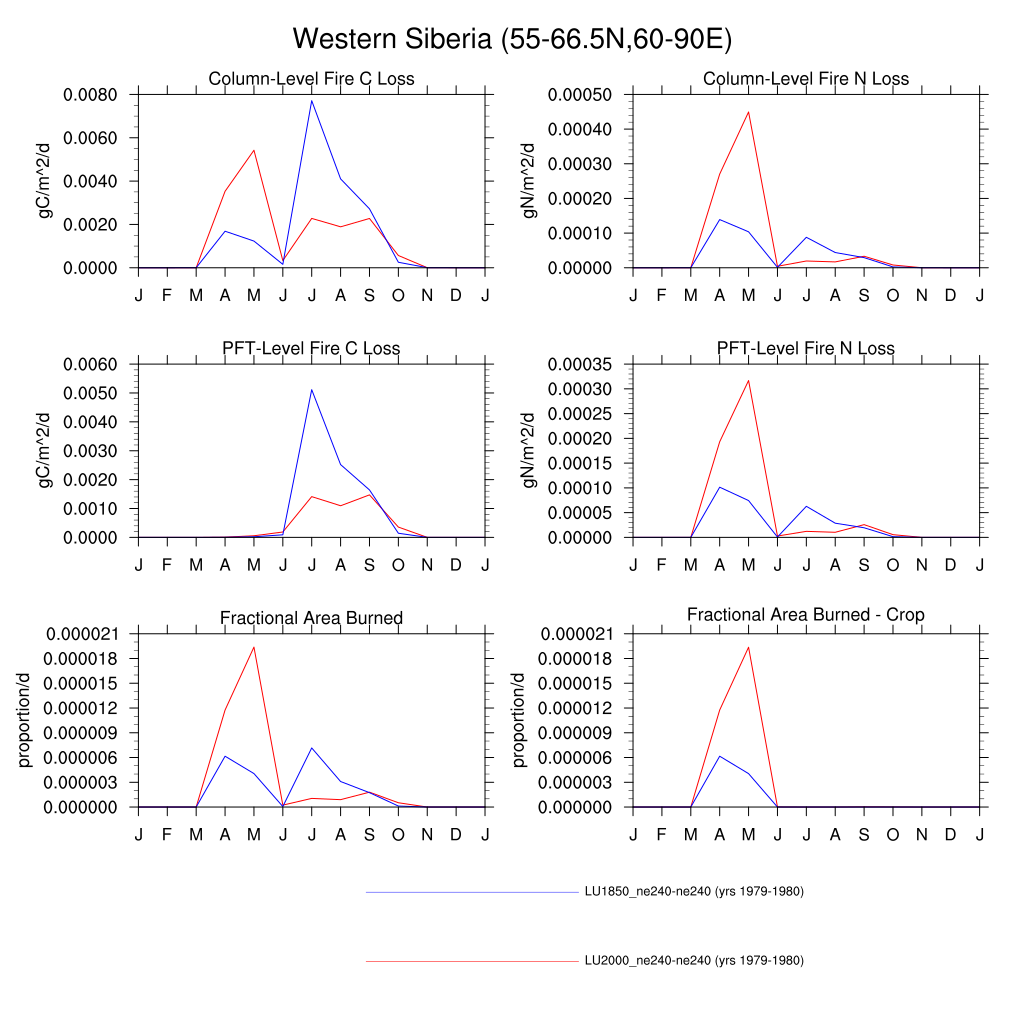 Western Siberia (55-66.5N,60-90E)
Column-Level Fire C Loss
gC/m^2/d
0.0080
0.0060
0.0040
0.0020
0.0000
J F M A M J J A S O N D J
Column-Level Fire N Loss
gN/m^2/d
0.00050
0.00040
0.00030
0.00020
0.00010
0.00000
J F M A M J J A S O N D J
PFT-Level Fire C Loss
gC/m^2/d
0.0060
0.0050
0.0040
0.0030
0.0020
0.0010
0.0000
J F M A M J J A S O N D J
PFT-Level Fire N Loss
gN/m^2/d
0.00035
0.00030
0.00025
0.00020
0.00015
0.00010
0.00005
0.00000
J F M A M J J A S O N D J
Fractional Area Burned
proportion/d
0.000021
0.000018
0.000015
0.000012
0.000009
0.000006
0.000003
0.000000
J F M A M J J A S O N D J
Fractional Area Burned - Crop
proportion/d
0.000021
0.000018
0.000015
0.000012
0.000009
0.000006
0.000003
0.000000
J F M A M J J A S O N D J
LU1850_ne240-ne240 (yrs 1979-1980)
LU2000_ne240-ne240 (yrs 1979-1980)